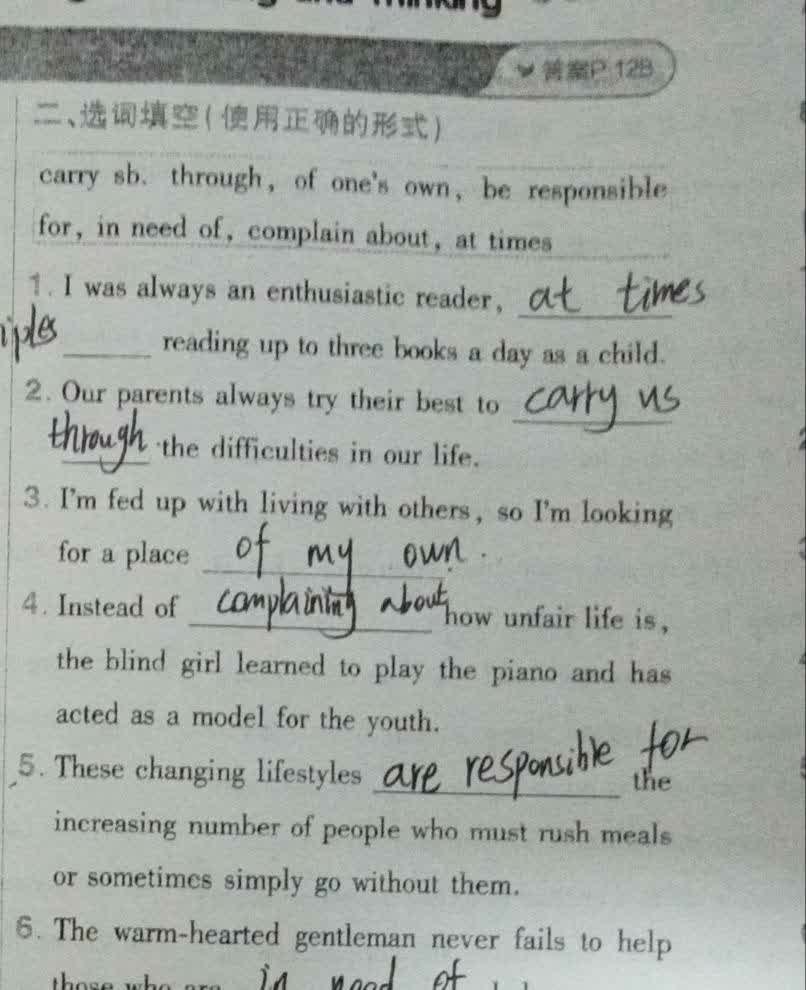 and Thinking
答案P.128
二、选词填空(使用正确的形式)
carry sb. through, of one's own, be responsible
for, in need of, complain about, at times
1. I was always an enthusiastic reader, at times
iples ______ reading up to three books a day as a child.
2. Our parents always try their best to carry us
through the difficulties in our life.
3. I'm fed up with living with others, so I'm looking
for a place of my own.
4. Instead of complaining about how unfair life is,
the blind girl learned to play the piano and has
acted as a model for the youth.
5. These changing lifestyles are responsible for the
increasing number of people who must rush meals
or sometimes simply go without them.
6. The warm-hearted gentleman never fails to help
those who are in need of